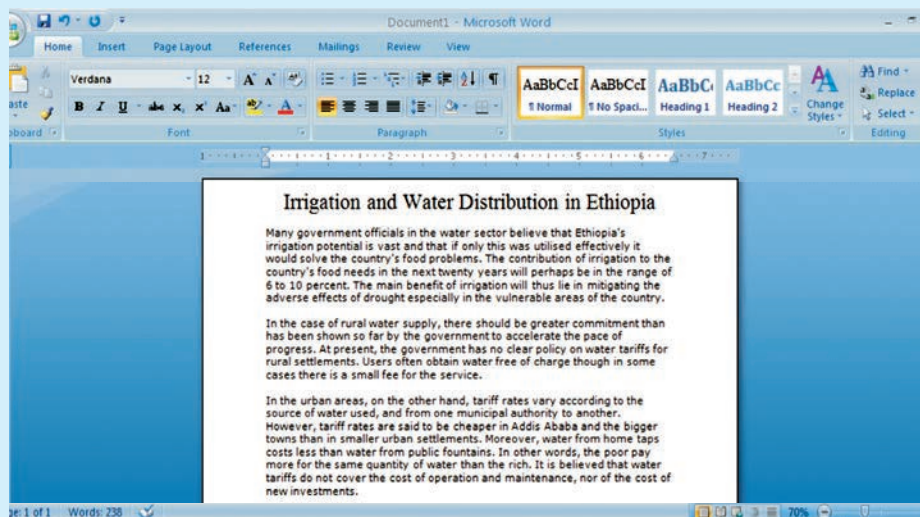 Document1 - Microsoft Word
Home Insert Page Layout References Mailings Review View
Verdana 12 A A Aa
AaBbCcI AaBbCcI AaBbC AaBbCc
B I U abc x, x' Aa A
¶ Normal ¶ No Spaci... Heading 1 Heading 2 Change Styles
Find
Replace
Select
Font Paragraph Styles Editing
1 1 2 3 4 5 6 7
Irrigation and Water Distribution in Ethiopia
Many government officials in the water sector believe that Ethiopia's
irrigation potential is vast and that if only this was utilised effectively it
would solve the country's food problems. The contribution of irrigation to the
country's food needs in the next twenty years will perhaps be in the range of
6 to 10 percent. The main benefit of irrigation will thus lie in mitigating the
adverse effects of drought especially in the vulnerable areas of the country.
In the case of rural water supply, there should be greater commitment than
has been shown so far by the government to accelerate the pace of
progress. At present, the government has no clear policy on water tariffs for
rural settlements. Users often obtain water free of charge though in some
cases there is a small fee for the service.
In the urban areas, on the other hand, tariff rates vary according to the
source of water used, and from one municipal authority to another.
However, tariff rates are said to be cheaper in Addis Ababa and the bigger
towns than in smaller urban settlements. Moreover, water from home taps
costs less than water from public fountains. In other words, the poor pay
more for the same quantity of water than the rich. It is believed that water
tariffs do not cover the cost of operation and maintenance, nor of the cost of
new investments.
1 of 1 Words: 238 70%